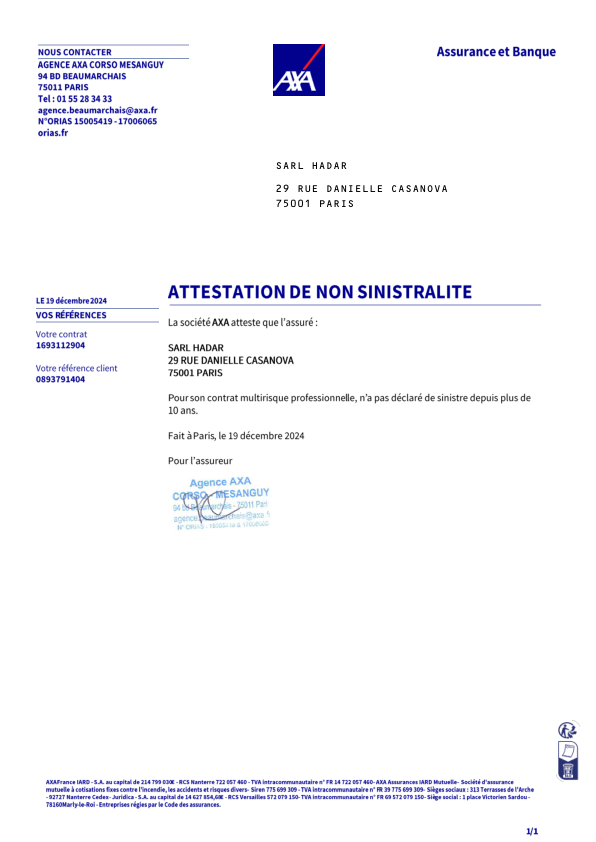 NOUS CONTACTER
AGENCE AXA CORSO MESANGUY
94 BD BEAUMARCHAIS
75011 PARIS
Tel : 01 55 28 34 33
agence.beaumarchais@axa.fr
N°ORIAS 15005419 - 17006065
orias.fr
AXA
Assurance et Banque
SARL HADAR
29 RUE DANIELLE CASANOVA
75001 PARIS
LE 19 décembre 2024
VOS RÉFÉRENCES
Votre contrat
1693112904
Votre référence client
0893791404
ATTESTATION DE NON SINISTRALITE
La société AXA atteste que l'assuré :
SARL HADAR
29 RUE DANIELLE CASANOVA
75001 PARIS
Pour son contrat multirisque professionnelle, n'a pas déclaré de sinistre depuis plus de
10 ans.
Fait à Paris, le 19 décembre 2024
Pour l'assureur
Agence AXA
CORSO - MESANGUY
94 Bd Beaumarchais - 75011 Pari
agence.beaumarchais@axa.f
N° ORIAS :
AXA France IARD - S.A. au capital de 214 799 030€ - RCS Nanterre 722 057 460 - TVA intracommunautaire n° FR 14 722 057 460- AXA Assurances IARD Mutuelle- Société d'assurance
mutuelle à cotisations fixes contre l'incendie, les accidents et risques divers- Siren 775 699 309- TVA intracommunautaire n° FR 39 775 699 309- Sièges sociaux : 313 Terrasses de l'Arche
- 92727 Nanterre Cedex- Juridica - S.A. au capital de 14 627 854,68€ - RCS Versailles 572 079 150- TVA intracommunautaire n° FR 69 572 079 150- Siège social : 1 place Victorien Sardou -
78160 Marly-le-Roi - Entreprises régies par le Code des assurances.
1/1